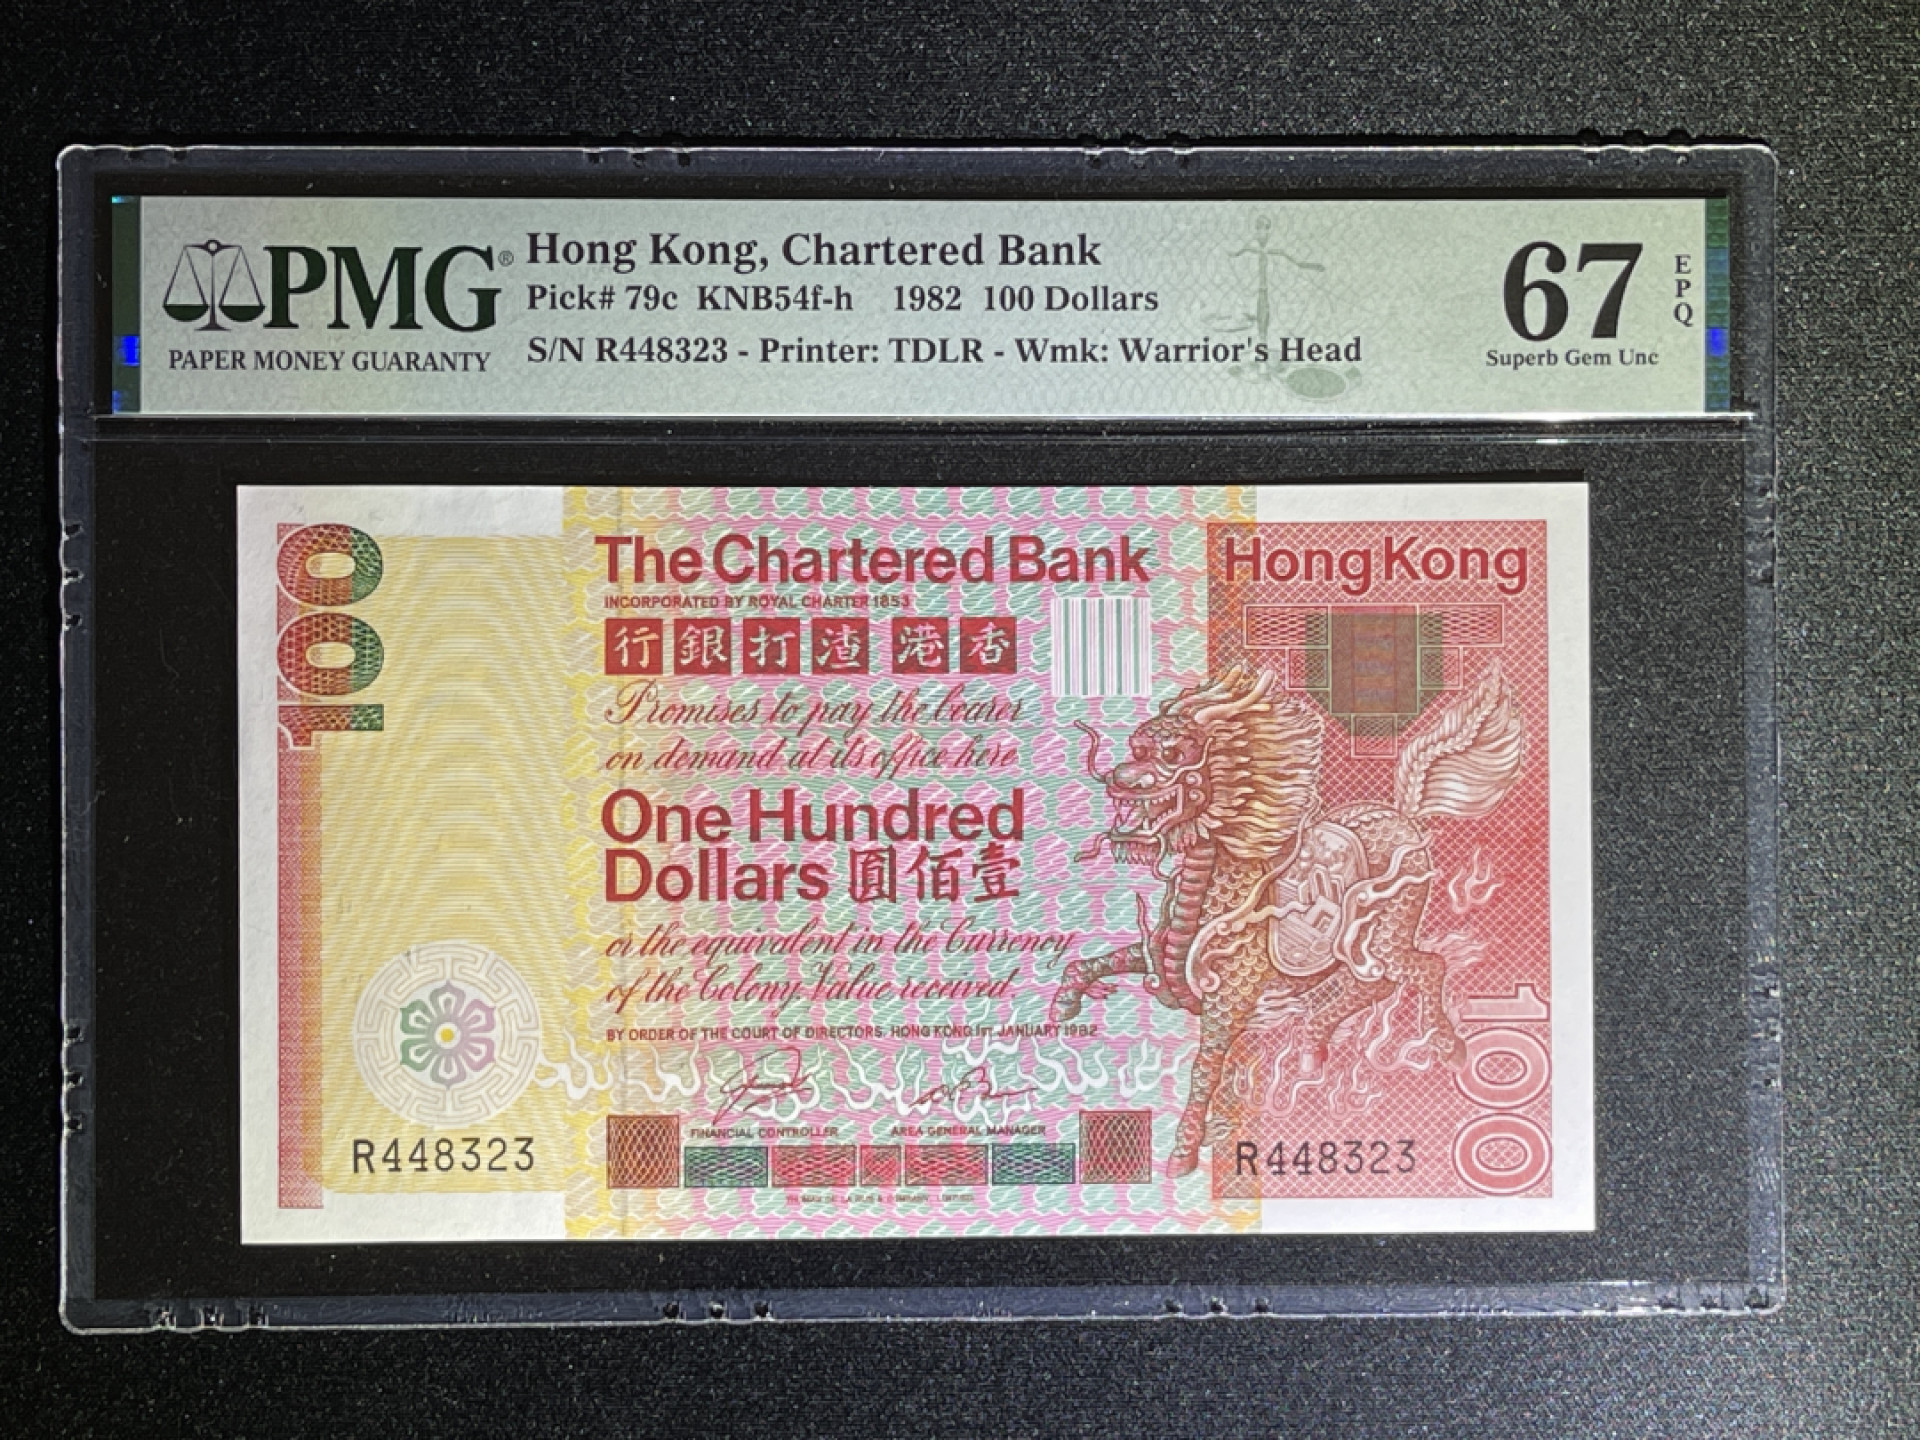 PMG®
PAPER MONEY GUARANTY
Hong Kong, Chartered Bank
Pick# 79c KNB54f-h 1982 100 Dollars
S/N R448323 - Printer: TDLR - Wmk: Warrior's Head
67
EPQ
Superb Gem Unc
100
The Chartered Bank
Hong Kong
INCORPORATED BY ROYAL CHARTER 1853
行銀打渣 港香
Promises to pay the bearer
on demand at its office here
One Hundred
Dollars 圓佰壹
or the equivalent in the Currency
of the Colony Value received.
BY ORDER OF THE COURT OF DIRECTORS. HONG KONG 1ST JANUARY 1982
FINANCIAL CONTROLLER AREA GENERAL MANAGER
R448323
R448323
100